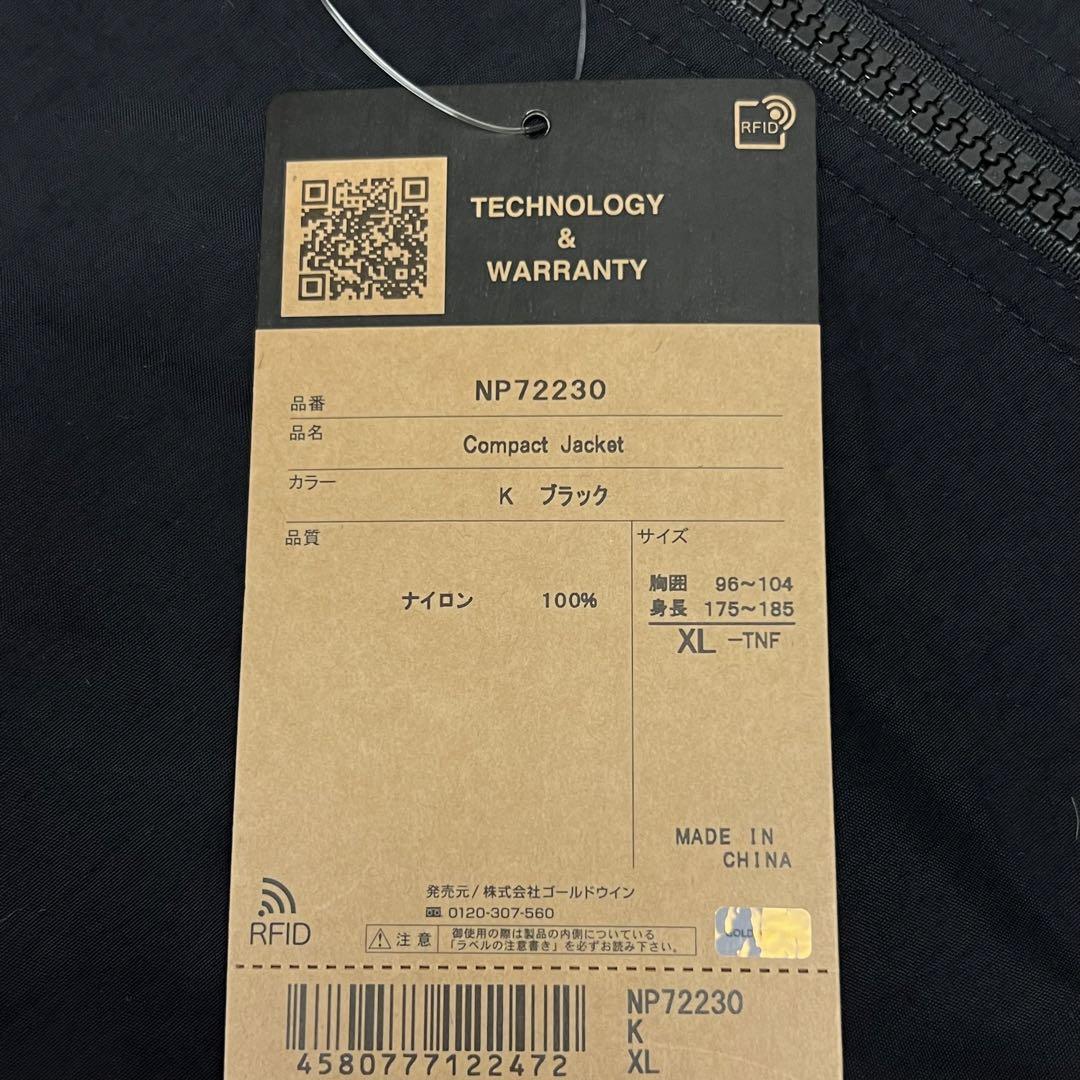 RFID
TECHNOLOGY
&
WARRANTY
品番 NP72230
品名 Compact Jacket
カラー K ブラック
品質
ナイロン 100%
サイズ
胸囲 96～104
身長 175～185
XL -TNF
MADE IN
CHINA
発売元/株式会社ゴールドウイン
0120-307-560
RFID
注意
御使用の際は製品の内側についている
「ラベルの注意書き」を必ずお読み下さい。
GOLD
4580777122472
NP72230
K
XL